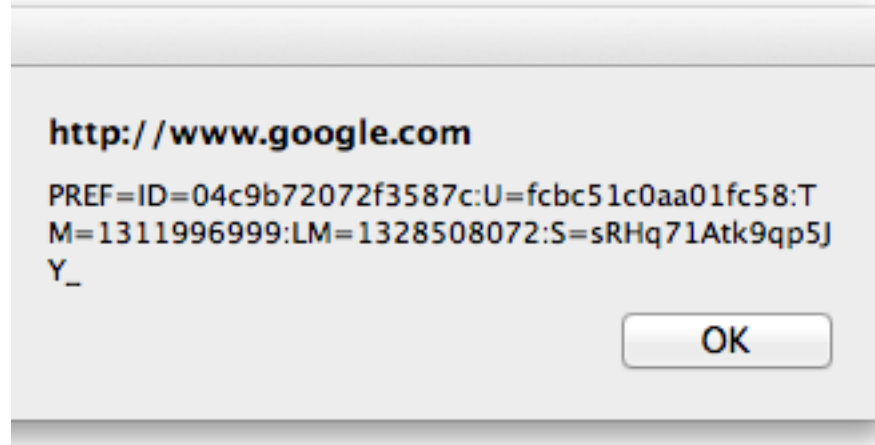 http://www.google.com
PREF=ID=04c9b72072f3587c:U=fcbc51c0aa01fc58:T
M=1311996999:LM=1328508072:S=sRHq71Atk9qp5J
Y_
OK